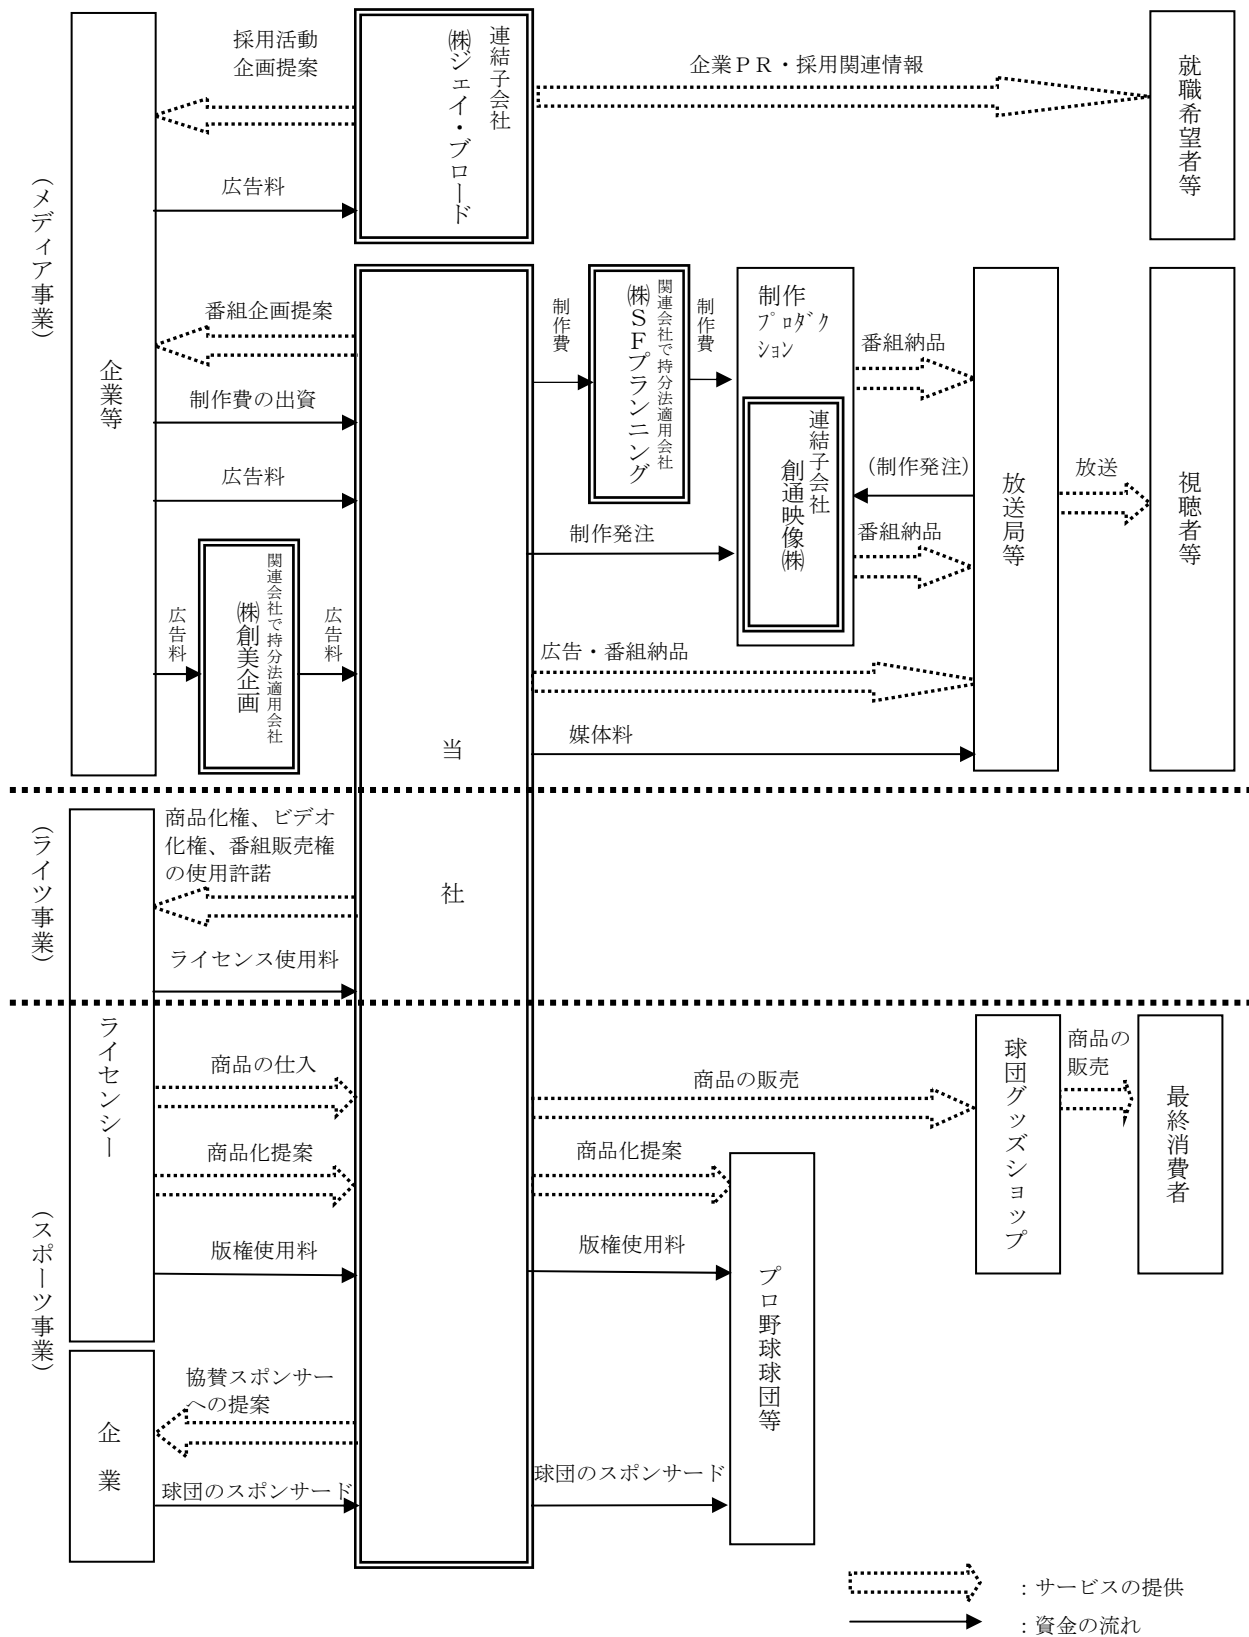 (メディア事業)
企業等
採用活動
企画提案
広告料
連結子会社
㈱ジェイ・ブロード
企業ＰＲ・採用関連情報
就職希望者等
番組企画提案
制作費の出資
広告料
広告料
関連会社で持分法適用会社
㈱創美企画
広告料
当社
制作費
関連会社で持分法適用会社
㈱ＳＦプランニング
制作費
制作
ﾌﾟﾛﾀﾞｸ
ｼｮﾝ
連結子会社
創通映像㈱
制作発注
番組納品
(制作発注)
番組納品
広告・番組納品
媒体料
放送局等
放送
視聴者等
(ライツ事業)
商品化権、ビデオ
化権、番組販売権
の使用許諾
ライセンス使用料
ライセンシー
(スポーツ事業)
商品の仕入
商品化提案
版権使用料
商品の販売
商品化提案
版権使用料
球団グッズショップ
商品の
販売
最終消費者
プロ野球球団等
企業
協賛スポンサー
への提案
球団のスポンサード
球団のスポンサード
：サービスの提供
：資金の流れ